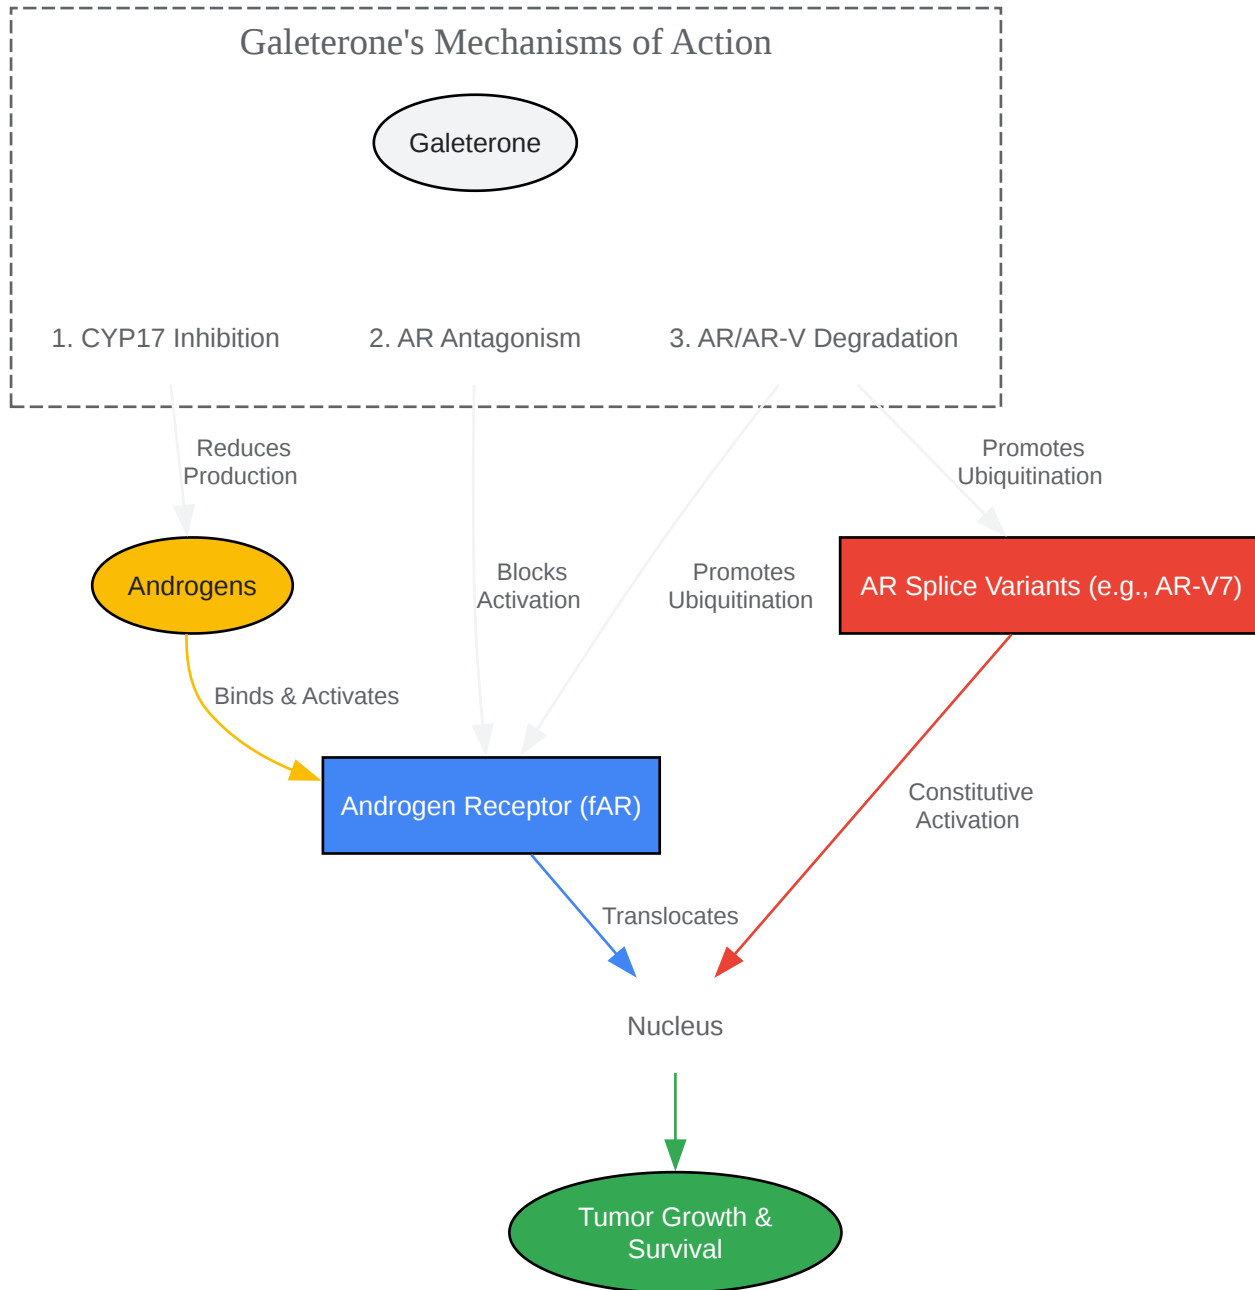 Galeterone's Mechanisms of Action
Galeterone
1. CYP17 Inhibition
2. AR Antagonism
3. AR/AR-V Degradation
Reduces
Production
Promotes
Ubiquitination
Blocks
Activation
Promotes
Ubiquitination
Androgens
AR Splice Variants (e.g., AR-V7)
Binds & Activates
Androgen Receptor (fAR)
Constitutive
Activation
Translocates
Nucleus
Tumor Growth &
Survival